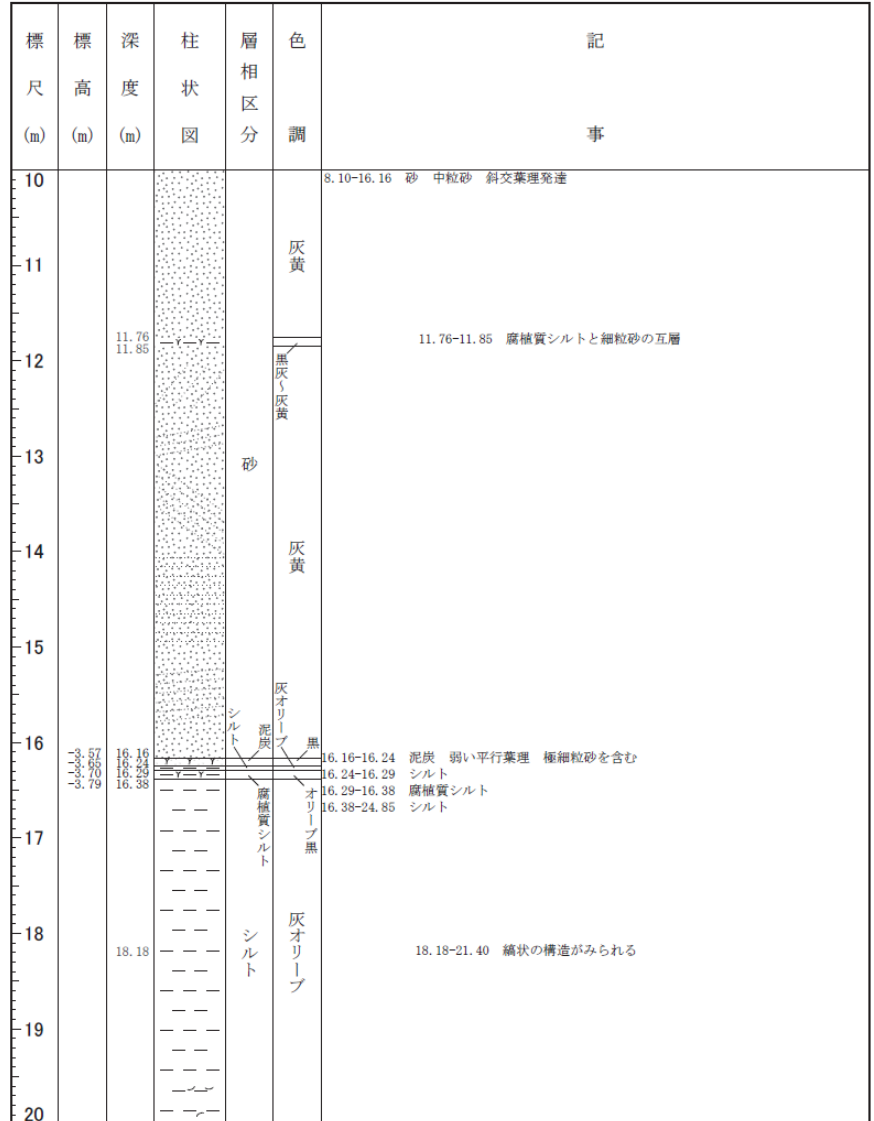 標尺(m)
標高(m)
深度(m)
柱状図
層相区分
色調
記事
10
8.10-16.16 砂 中粒砂 斜交葉理発達
灰黄
11
11.76
11.85
11.76-11.85 腐植質シルトと細粒砂の互層
12
黒灰～灰黄
13
砂
14
灰黄
15
シルト
泥炭
灰オリーブ
黒
16
-3.57
16.16
16.16-16.24 泥炭 弱い平行葉理 極細粒砂を含む
-3.65
16.24
16.24-16.29 シルト
-3.70
16.29
16.29-16.38 腐植質シルト
-3.79
16.38
16.38-24.85 シルト
腐植質シルト
オリーブ黒
17
18
シルト
灰オリーブ
18.18
18.18-21.40 縞状の構造がみられる
19
20